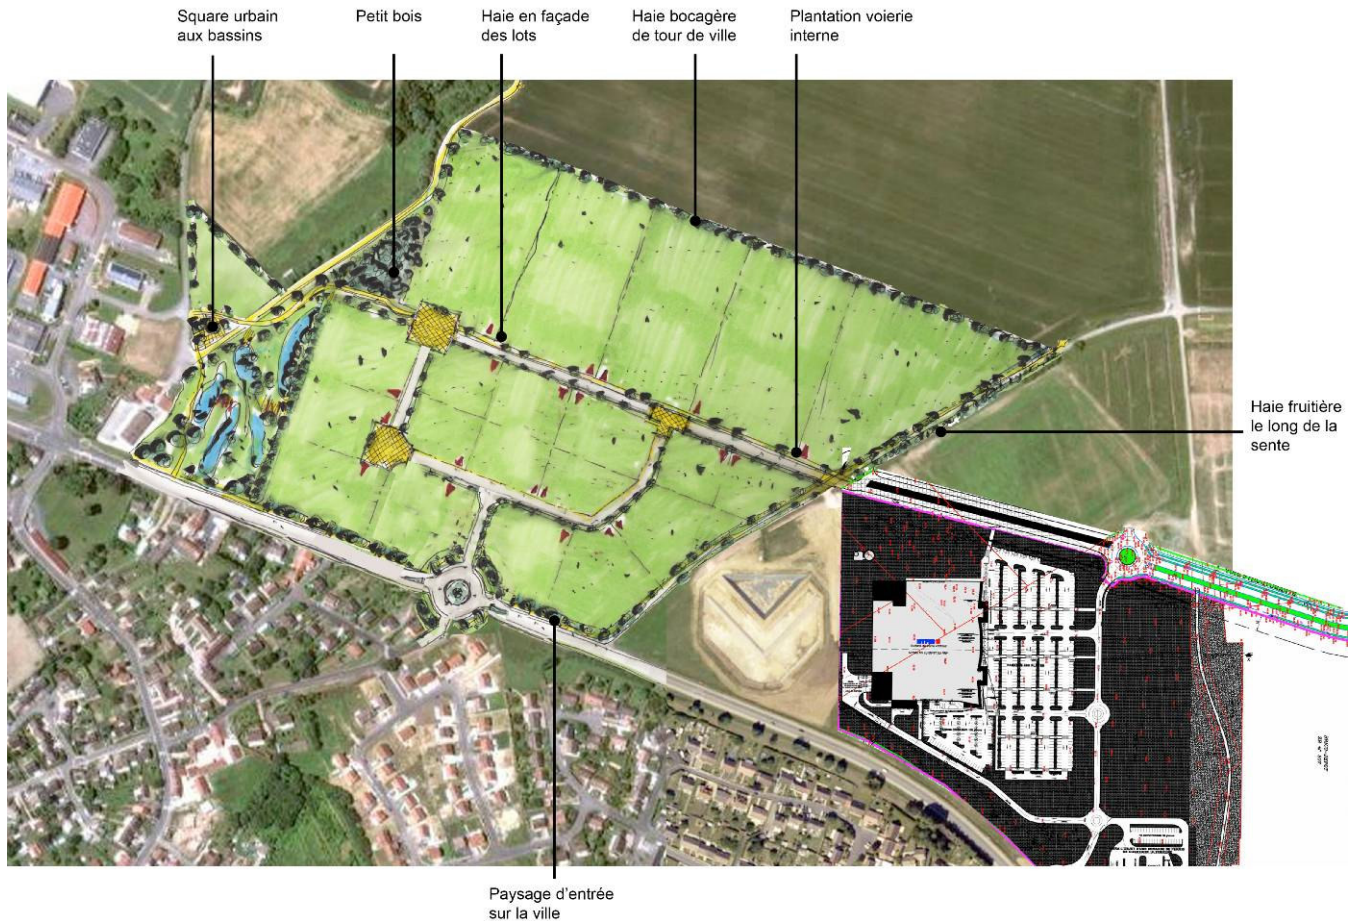 Square urbain
aux bassins
Petit bois
Haie en façade
des lots
Haie bocagère
de tour de ville
Plantation voierie
interne
Haie fruitière
le long de la
sente
Paysage d'entrée
sur la ville